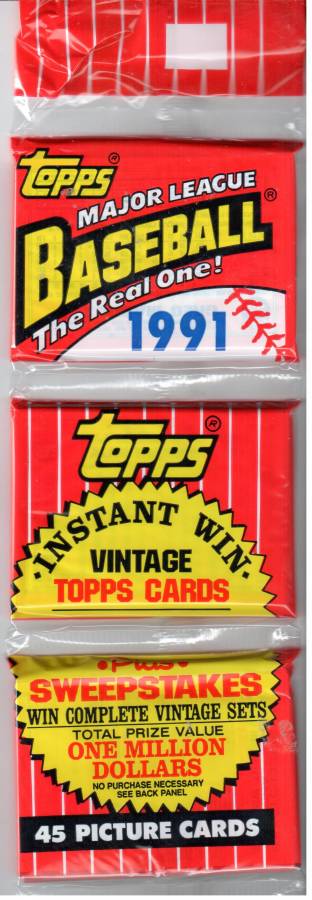 Topps®
MAJOR LEAGUE
BASEBALL®
The Real One!
1991
Topps®
·INSTANT WIN·
VINTAGE
TOPPS CARDS
•Plus•
SWEEPSTAKES
WIN COMPLETE VINTAGE SETS
TOTAL PRIZE VALUE
ONE MILLION
DOLLARS
NO PURCHASE NECESSARY
SEE BACK PANEL
45 PICTURE CARDS